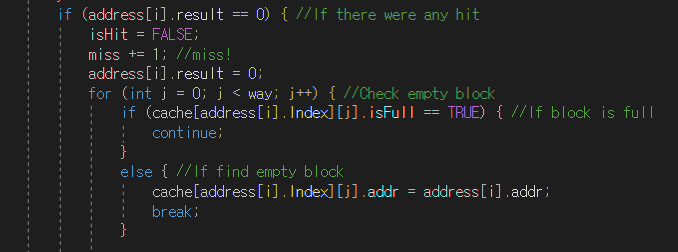 if (address[i].result == 0) { //If there were any hit
isHit = FALSE;
miss += 1; //miss!
address[i].result = 0;
for (int j = 0; j < way; j++) { //Check empty block
if (cache[address[i].Index][j].isFull == TRUE) { //If block is full
continue;
}
else { //If find empty block
cache[address[i].Index][j].addr = address[i].addr;
break;
}